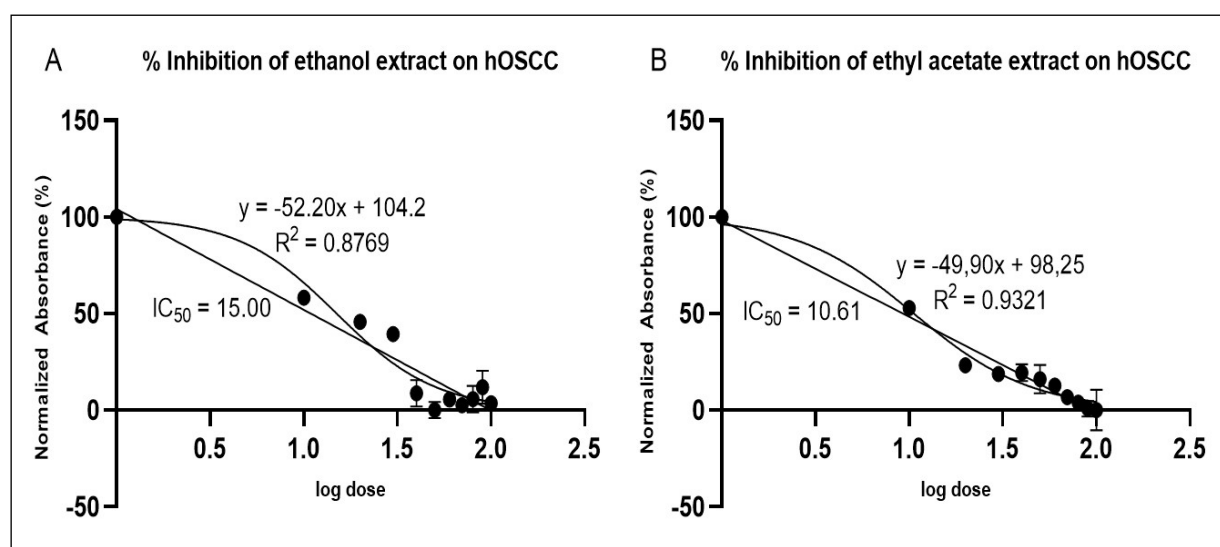 A
% Inhibition of ethanol extract on hOSCC
Normalized Absorbance (%)
150
100
50
0
-50
y = -52.20x + 104.2
R² = 0.8769
IC₅₀ = 15.00
0.5 1.0 1.5 2.0 2.5
log dose
B
% Inhibition of ethyl acetate extract on hOSCC
Normalized Absorbance (%)
150
100
50
0
-50
y = -49,90x + 98,25
R² = 0.9321
IC₅₀ = 10.61
0.5 1.0 1.5 2.0 2.5
log dose